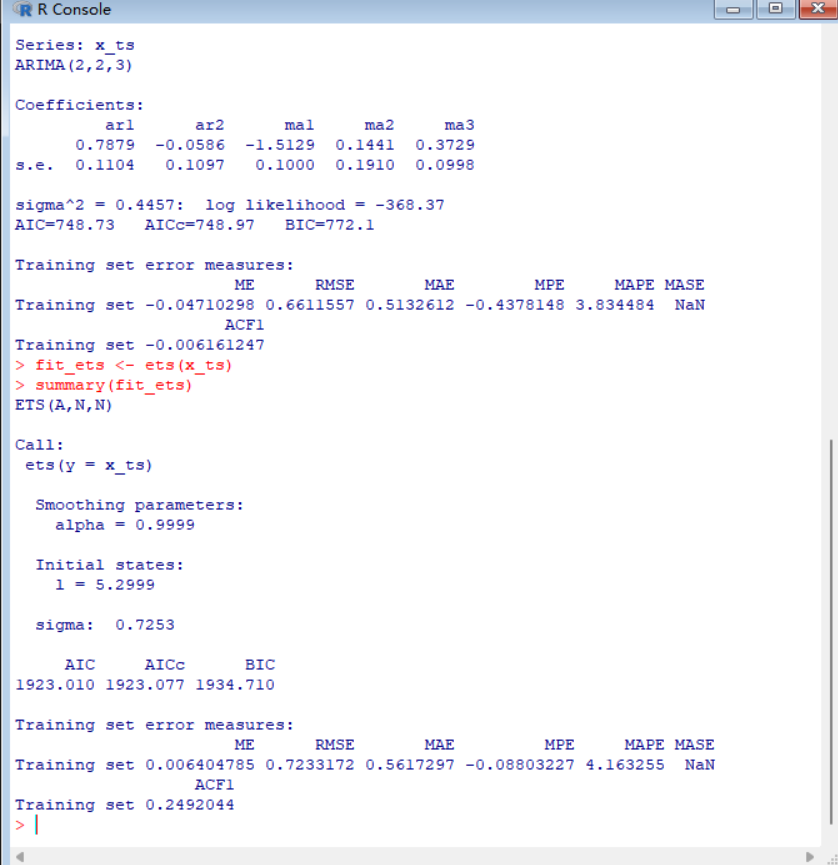 R Console
Series: x_ts
ARIMA(2,2,3)
Coefficients:
ar1 ar2 ma1 ma2 ma3
0.7879 -0.0586 -1.5129 0.1441 0.3729
s.e. 0.1104 0.1097 0.1000 0.1910 0.0998
sigma^2 = 0.4457: log likelihood = -368.37
AIC=748.73 AICc=748.97 BIC=772.1
Training set error measures:
ME RMSE MAE MPE MAPE MASE
Training set -0.04710298 0.6611557 0.5132612 -0.4378148 3.834484 NaN
ACF1
Training set -0.006161247
> fit_ets <- ets(x_ts)
> summary(fit_ets)
ETS(A,N,N)
Call:
ets(y = x_ts)
Smoothing parameters:
alpha = 0.9999
Initial states:
l = 5.2999
sigma: 0.7253
AIC AICc BIC
1923.010 1923.077 1934.710
Training set error measures:
ME RMSE MAE MPE MAPE MASE
Training set 0.006404785 0.7233172 0.5617297 -0.08803227 4.163255 NaN
ACF1
Training set 0.2492044
>